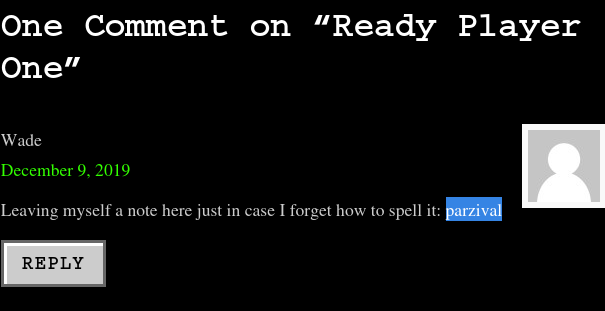 One Comment on “Ready Player
One”
Wade
December 9, 2019
Leaving myself a note here just in case I forget how to spell it: parzival
REPLY